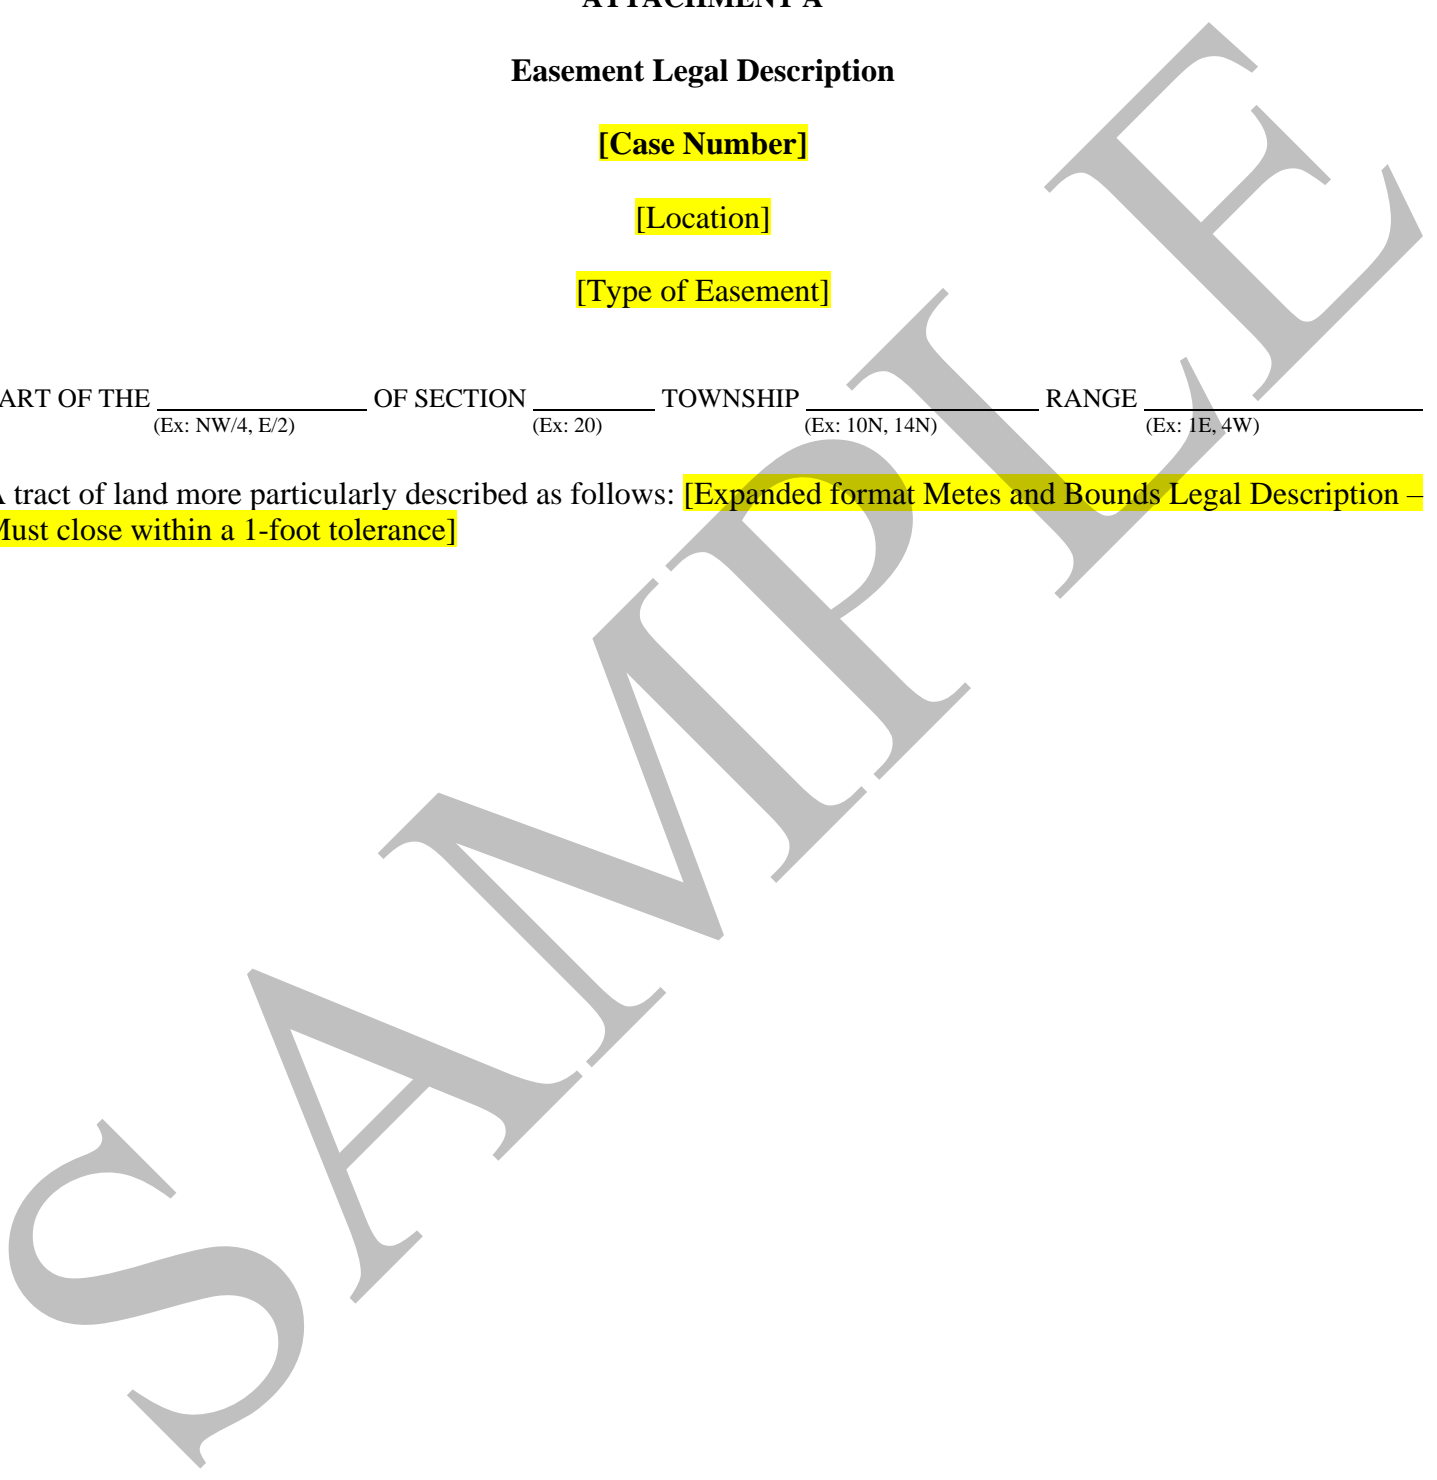 ATTACHMENT A
Easement Legal Description
[Case Number]
[Location]
[Type of Easement]
ART OF THE OF SECTION TOWNSHIP RANGE
(Ex: NW/4, E/2) (Ex: 20) (Ex: 10N, 14N) (Ex: 1E, 4W)
A tract of land more particularly described as follows: [Expanded format Metes and Bounds Legal Description –
Must close within a 1-foot tolerance]
SAMPLE